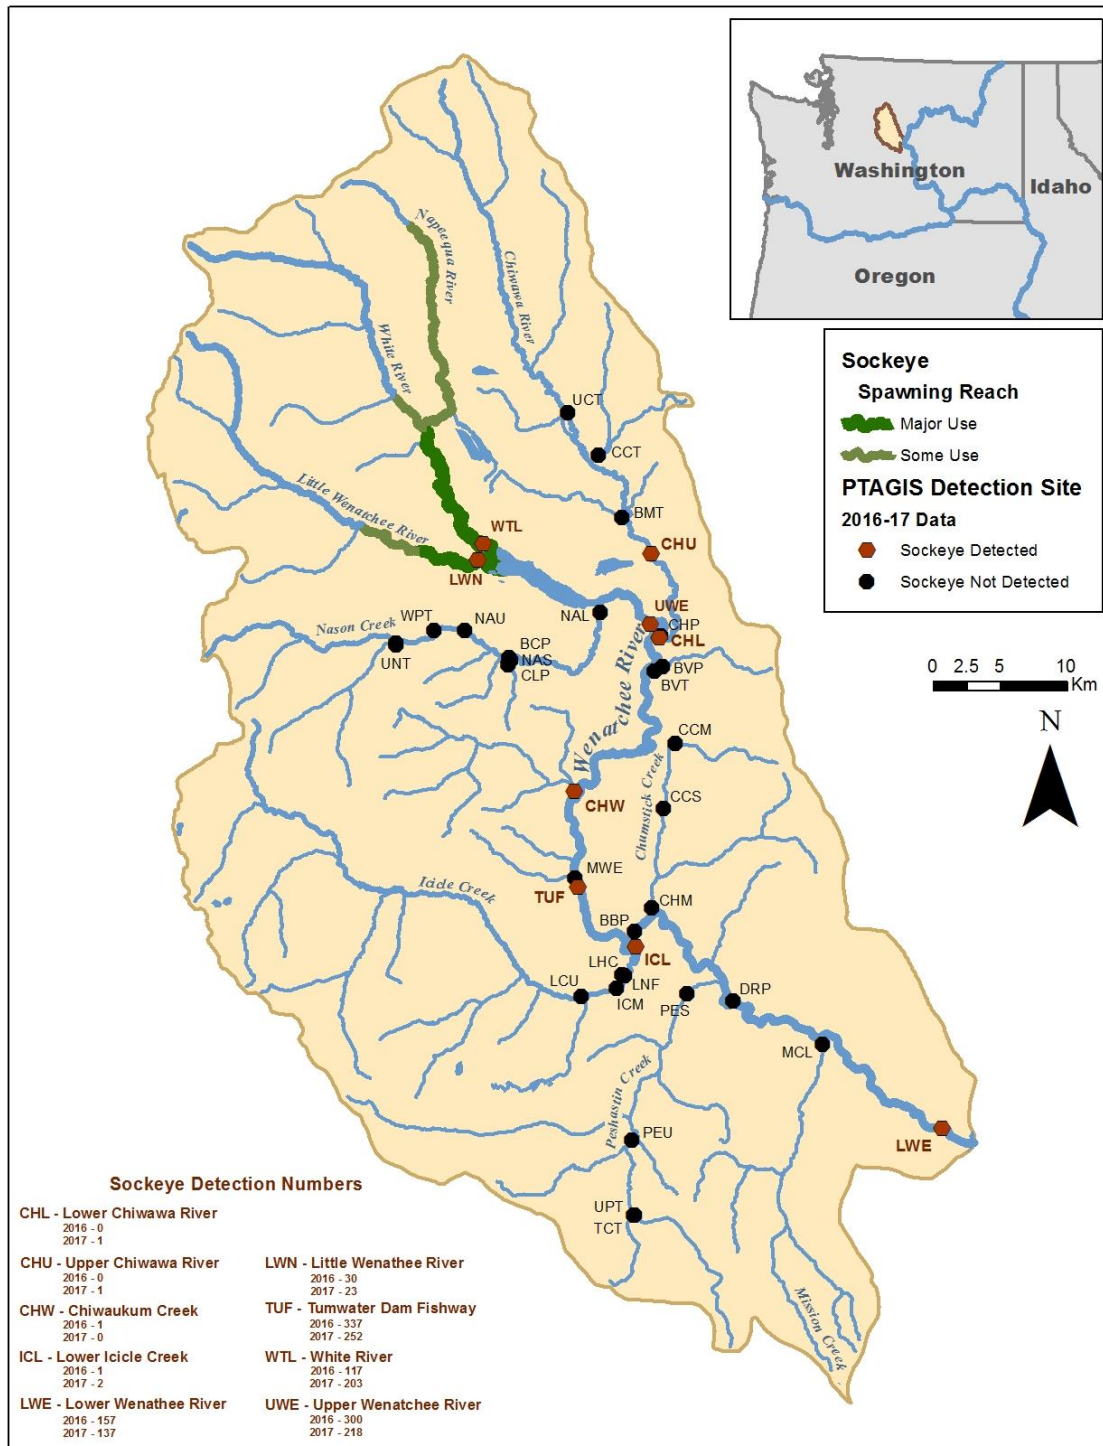 Washington
Idaho
Oregon
Sockeye
Spawning Reach
Major Use
Some Use
PTAGIS Detection Site
2016-17 Data
Sockeye Detected
Sockeye Not Detected
0 2.5 5 10
Km
N
Napeequa River
Chiwawa River
White River
Little Wenatchee River
UCT
CCT
BMT
CHU
WTL
LWN
UWE
CHP
CHL
NAL
WPT
NAU
Nason Creek
UNT
BCP
NAS
CLP
BVP
BVT
Wenatchee River
CCM
CCS
Chumstick Creek
CHW
MWE
TUF
Icicle Creek
CHM
BBP
ICL
LHC
LNF
LCU
ICM
PES
DRP
MCL
Peshastin Creek
PEU
LWE
UPT
TCT
Mission Creek
Sockeye Detection Numbers
CHL - Lower Chiwawa River
2016 - 0
2017 - 1
CHU - Upper Chiwawa River
2016 - 0
2017 - 1
CHW - Chiwaukum Creek
2016 - 1
2017 - 0
ICL - Lower Icicle Creek
2016 - 1
2017 - 2
LWE - Lower Wenathee River
2016 - 157
2017 - 137
LWN - Little Wenathee River
2016 - 30
2017 - 23
TUF - Tumwater Dam Fishway
2016 - 337
2017 - 252
WTL - White River
2016 - 117
2017 - 203
UWE - Upper Wenatchee River
2016 - 300
2017 - 218